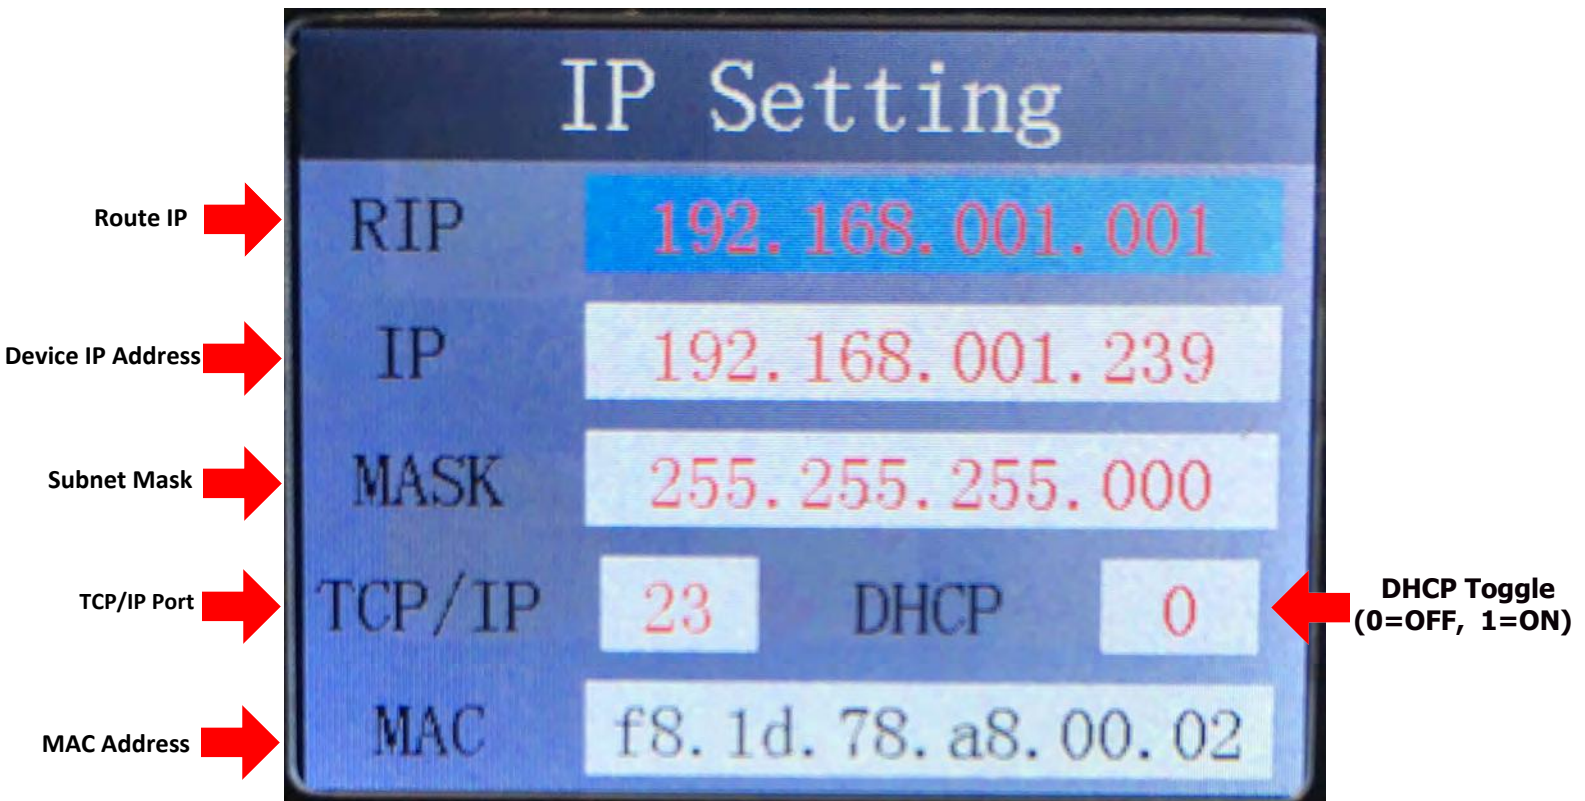 IP Setting
Route IP
RIP
192.168.001.001
Device IP Address
IP
192.168.001.239
Subnet Mask
MASK
255.255.255.000
TCP/IP Port
TCP/IP
23
DHCP
0
DHCP Toggle
(0=OFF, 1=ON)
MAC Address
MAC
f8.1d.78.a8.00.02